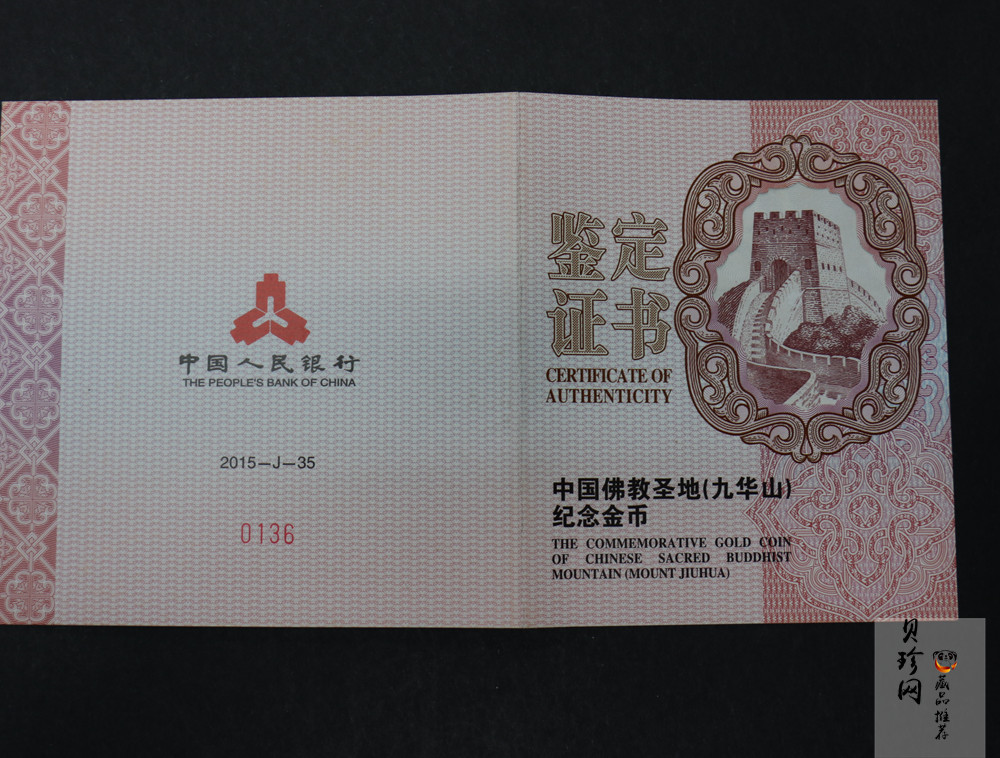 中国人民银行
THE PEOPLE'S BANK OF CHINA
2015-J-35
0136
鉴定
证书
CERTIFICATE OF
AUTHENTICITY
中国佛教圣地(九华山)
纪念金币
THE COMMEMORATIVE GOLD COIN
OF CHINESE SACRED BUDDHIST
MOUNTAIN (MOUNT JIUHUA)
贝珍网
藏品推荐